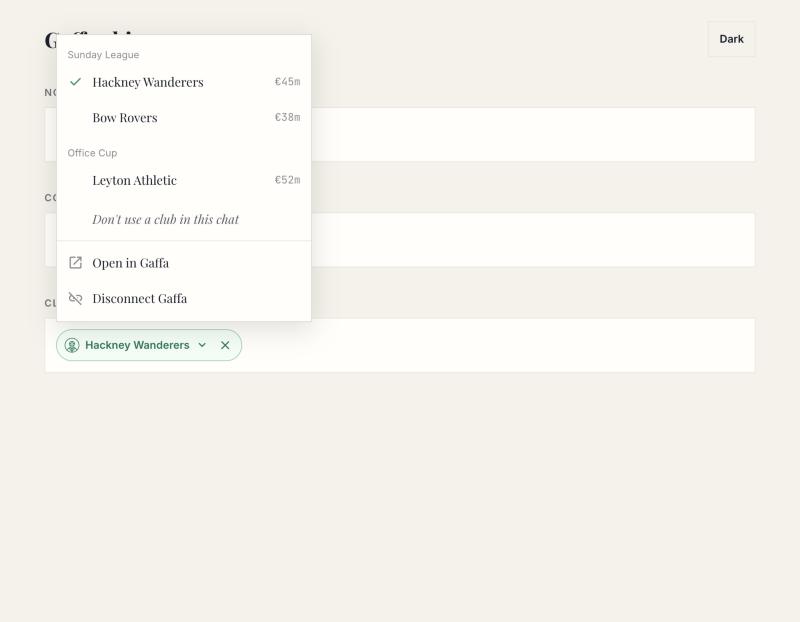 Dark
Sunday League
Hackney Wanderers €45m
Bow Rovers €38m
Office Cup
Leyton Athletic €52m
Don't use a club in this chat
Open in Gaffa
Disconnect Gaffa
Hackney Wanderers